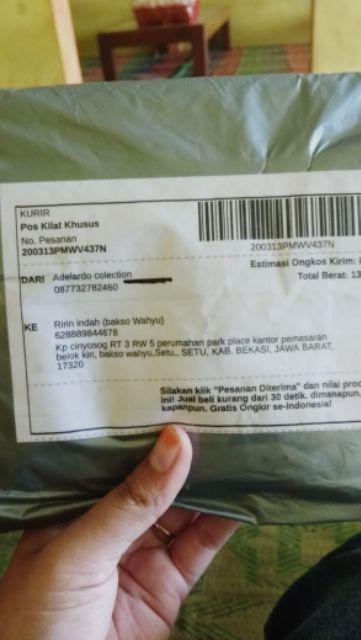 KURIR
Pos Kilat Khusus
No. Pesanan
200313PMWV437N
200313PMWV437N
Estimasi Ongkos Kirim:
Total Berat: 13
DARI Adelardo colection
087732782460
KE Ririn indah (bakso Wahyu)
628889844678
Kp cinyosog RT 3 RW 5 perumahan park place kantor pemasaran
belok kiri, bakso wahyu,Setu,, SETU, KAB. BEKASI, JAWA BARAT,
17320
Silakan klik "Pesanan Diterima" dan nilai
ini! Jual beli kurang dari 30 detik. dimanapun,
kapanpun. Gratis Ongkir se-Indonesia!